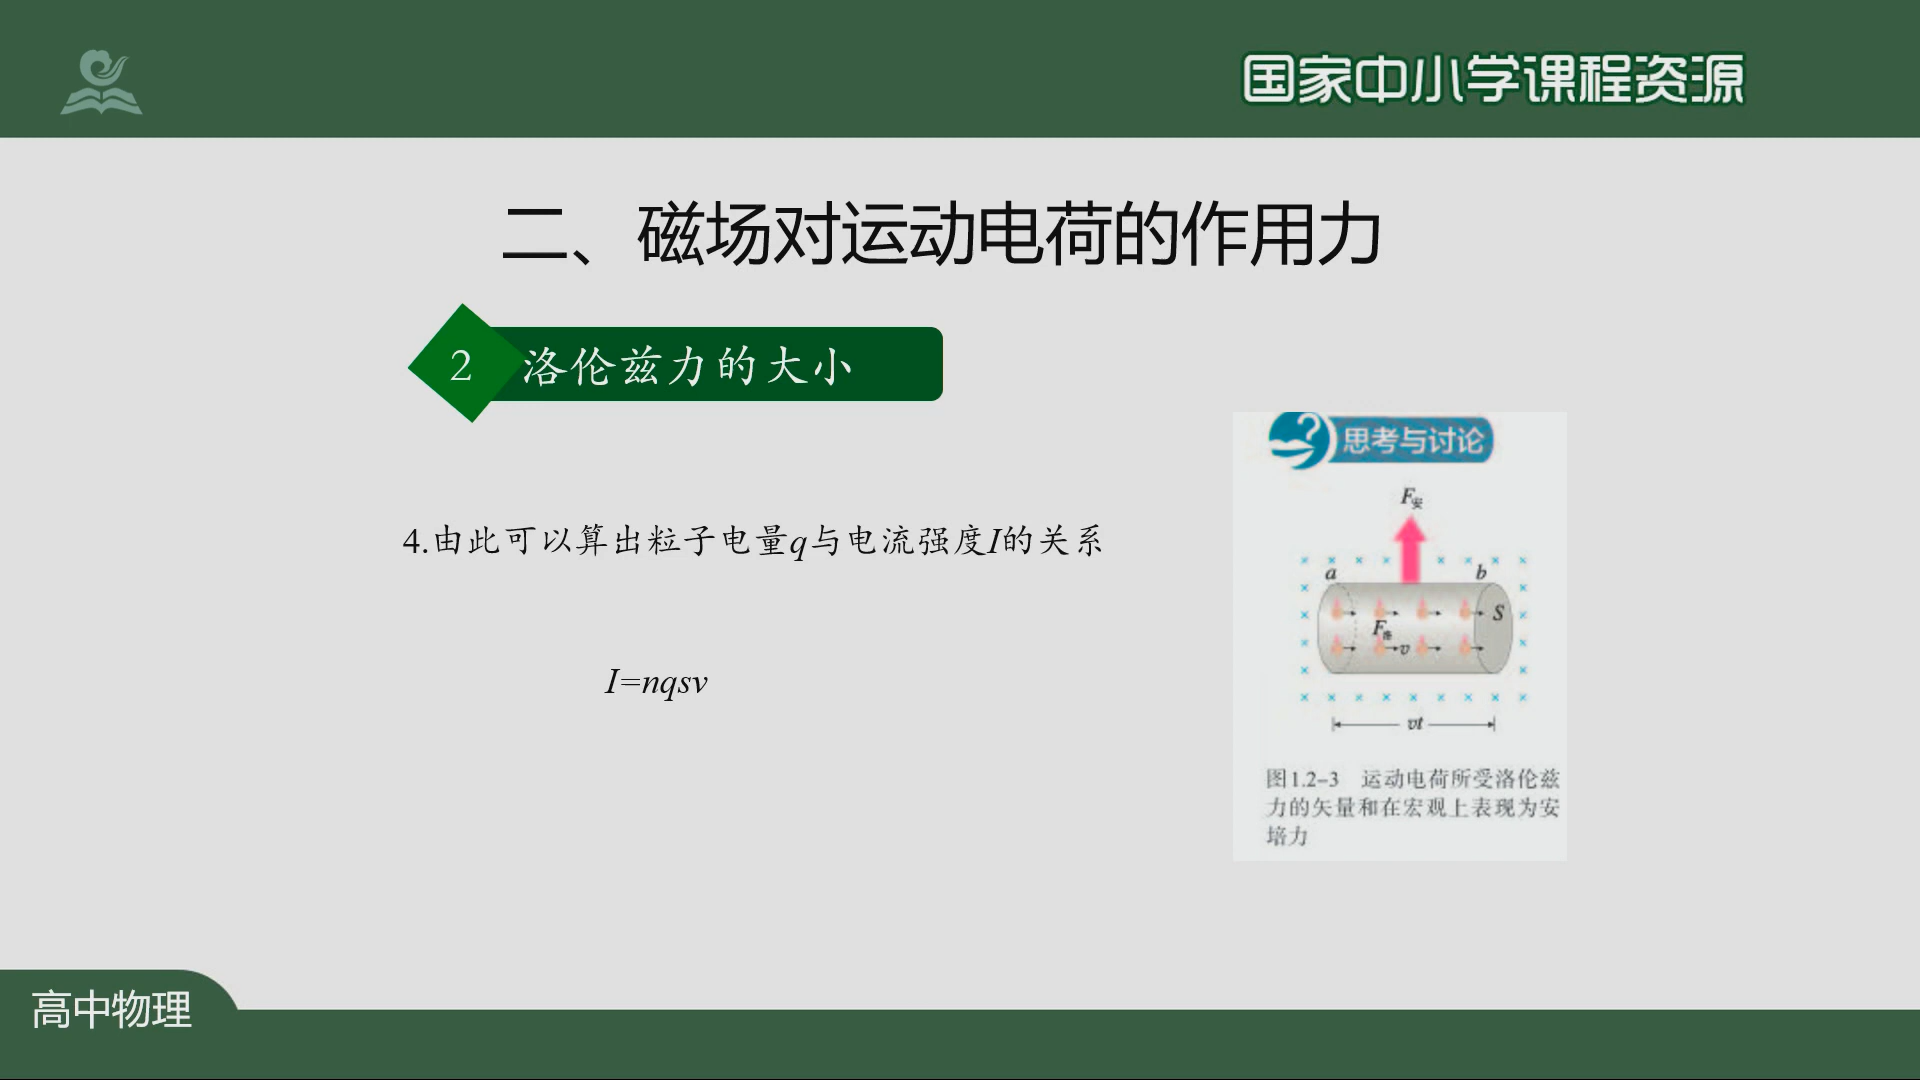 国家中小学课程资源
二、磁场对运动电荷的作用力
2 洛伦兹力的大小
4.由此可以算出粒子电量q与电流强度I的关系
I=nqsv
思考与讨论
F安
a
b
S
F洛
v
vt
图1.2-3 运动电荷所受洛伦兹
力的矢量和在宏观上表现为安
培力
高中物理